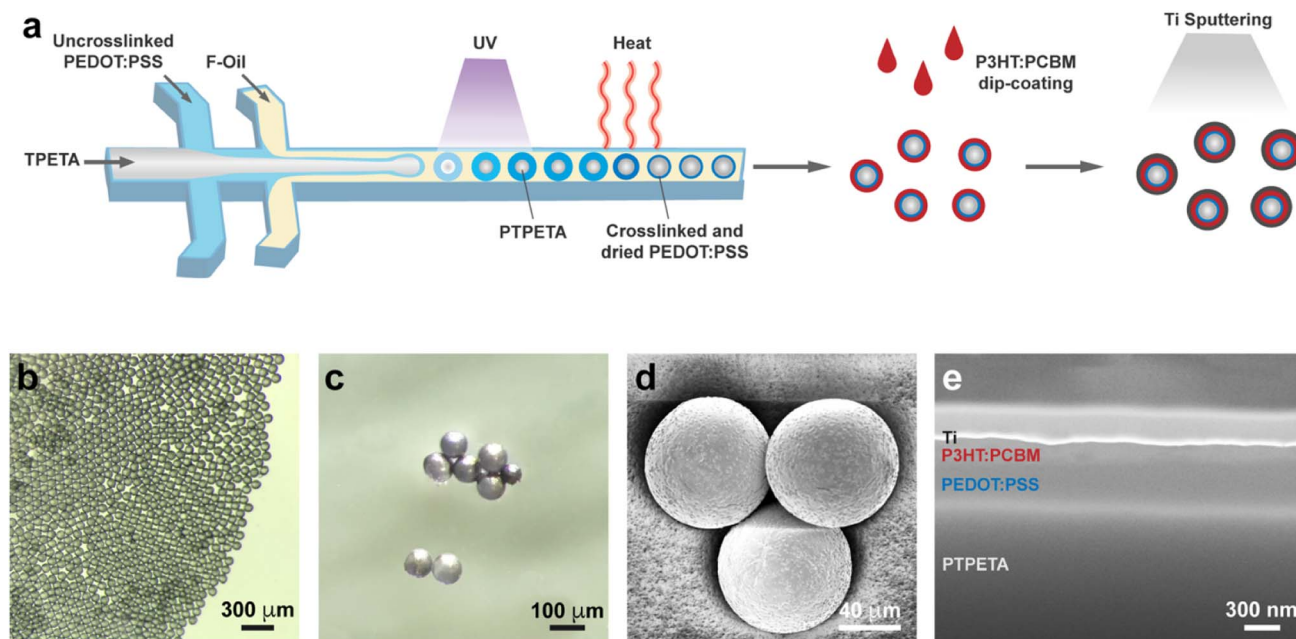 a
Uncrosslinked
PEDOT:PSS
F-Oil
UV
Heat
P3HT:PCBM
dip-coating
Ti Sputtering
TPETA
PTPETA
Crosslinked and
dried PEDOT:PSS
b
300 μm
c
100 μm
d
40 μm
e
Ti
P3HT:PCBM
PEDOT:PSS
PTPETA
300 nm